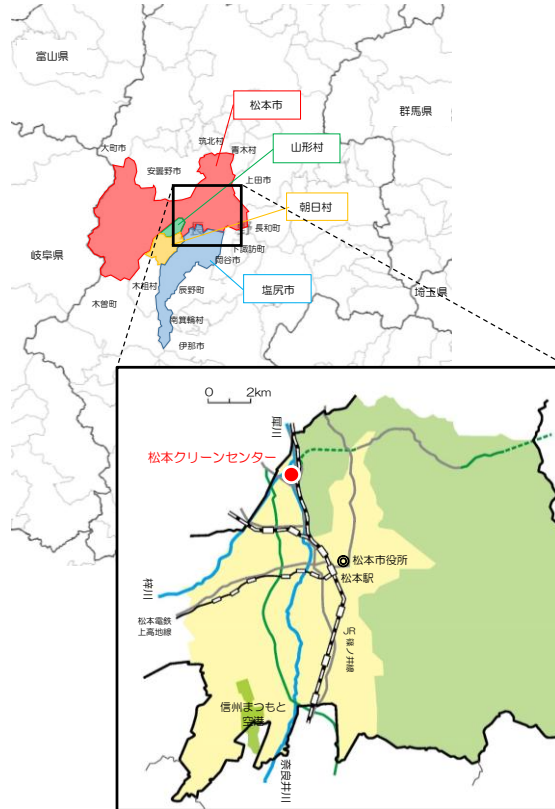 富山県
群馬県
松本市
筑北村
青木村
山形村
大町市
安曇野市
上田市
朝日村
長和町
下諏訪町
岐阜県
岡谷市
木祖村
塩尻市
辰野町
埼玉県
木曽町
南箕輪村
伊那市
0 2km
犀川
松本クリーンセンター
松本市役所
松本駅
梓川
松本電鉄
上高地線
JR篠ノ井線
信州まつもと
空港
奈良井川